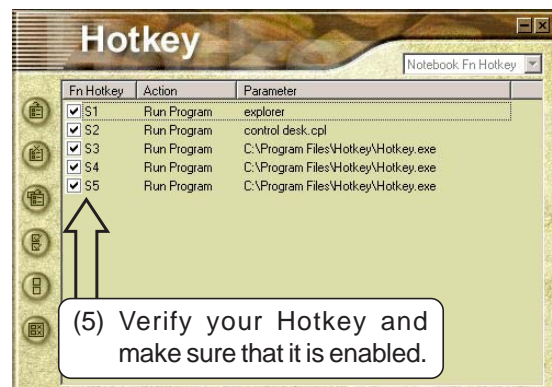 Hotkey
Notebook Fn Hotkey
Fn Hotkey Action Parameter
S1 Run Program explorer
S2 Run Program control desk.cpl
S3 Run Program C:\Program Files\Hotkey\Hotkey.exe
S4 Run Program C:\Program Files\Hotkey\Hotkey.exe
S5 Run Program C:\Program Files\Hotkey\Hotkey.exe
(5) Verify your Hotkey and
make sure that it is enabled.